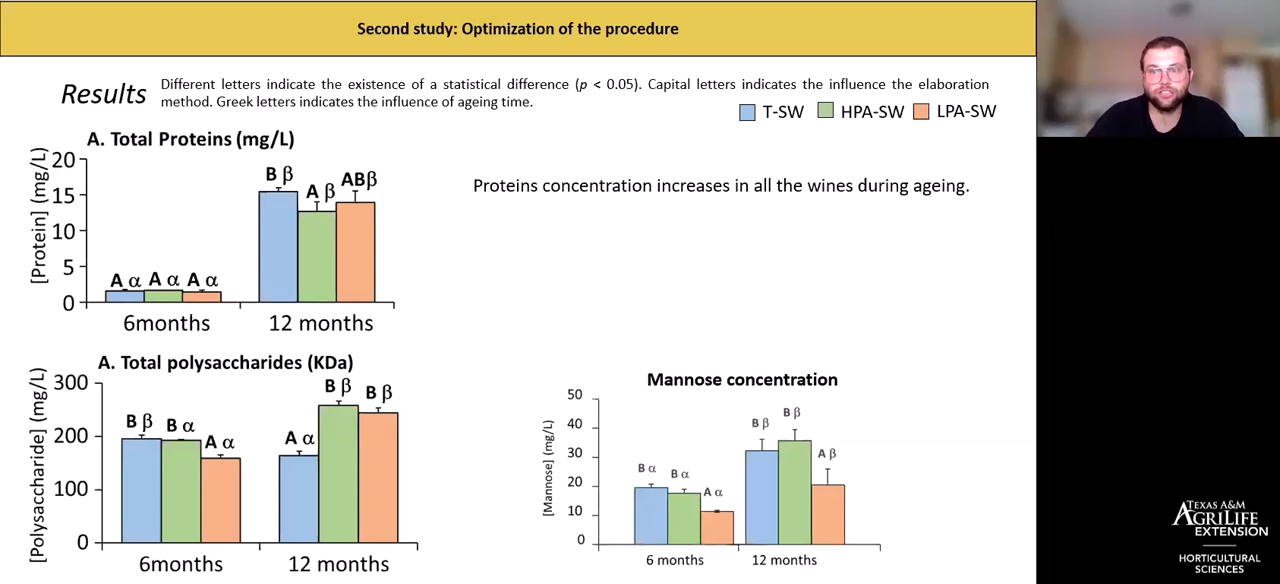 Second study: Optimization of the procedure
Results
Different letters indicate the existence of a statistical difference (p < 0.05). Capital letters indicates the influence the elaboration
method. Greek letters indicates the influence of ageing time.
T-SW HPA-SW LPA-SW
A. Total Proteins (mg/L)
[Protein] (mg/L)
20
15
10
5
0
A α A α A α
B β A β ABβ
6months 12 months
Proteins concentration increases in all the wines during ageing.
A. Total polysaccharides (KDa)
[Polysaccharide] (mg/L)
300
200
100
0
B β B α A α
A α B β B β
6months 12 months
Mannose concentration
[Mannose] (mg/L)
50
40
30
20
10
0
B α B α A α
B β B β A β
6 months 12 months
TEXAS A&M
AGRILIFE
EXTENSION
HORTICULTURAL
SCIENCES